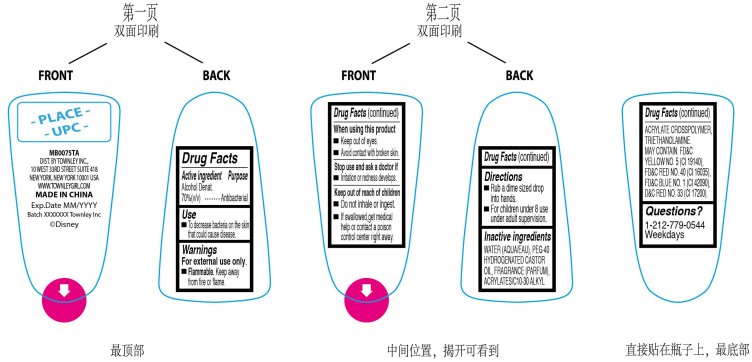 第一页
双面印刷
FRONT
BACK
- PLACE -
- UPC -
MB0075TA
DIST. BY TOWNLEY INC.,
10 WEST 33RD STREET SUITE 418
NEW YORK, NEW YORK 10001 USA
WWW.TOWNLEYGIRL.COM
MADE IN CHINA
Exp.Date MM/YYYY
Batch XXXXXXX Townley Inc
©Disney
Drug Facts
Active ingredient Purpose
Alcohol Denat.
70%(v/v) ········ Antibacterial
Use
■ To decrease bacteria on the skin
that could cause disease.
Warnings
For external use only.
■ Flammable. Keep away
from fire or flame.
最顶部
第二页
双面印刷
FRONT
BACK
Drug Facts (continued)
When using this product
■ Keep out of eyes.
■ Avoid contact with broken skin.
Stop use and ask a doctor if
■ Irritation or redness develops.
Keep out of reach of children
■ Do not inhale or ingest.
■ If swallowed,get medical
help or contact a poison
control center right away.
Drug Facts (continued)
Directions
■ Rub a dime sized drop
into hands.
■ For children under 8 use
under adult supervision.
Inactive ingredients
WATER (AQUA/EAU), PEG-40
HYDROGENATED CASTOR
OIL, FRAGRANCE (PARFUM),
ACRYLATES/C10-30 ALKYL
中间位置，揭开可看到
Drug Facts (continued)
ACRYLATE CROSSPOLYMER,
TRIETHANOLAMINE.
MAY CONTAIN: FD&C
YELLOW NO. 5 (CI 19140),
FD&C RED NO. 40 (CI 16035),
FD&C BLUE NO. 1 (CI 42090),
D&C RED NO. 33 (CI 17200).
Questions?
1-212-779-0544
Weekdays
直接贴在瓶子上，最底部